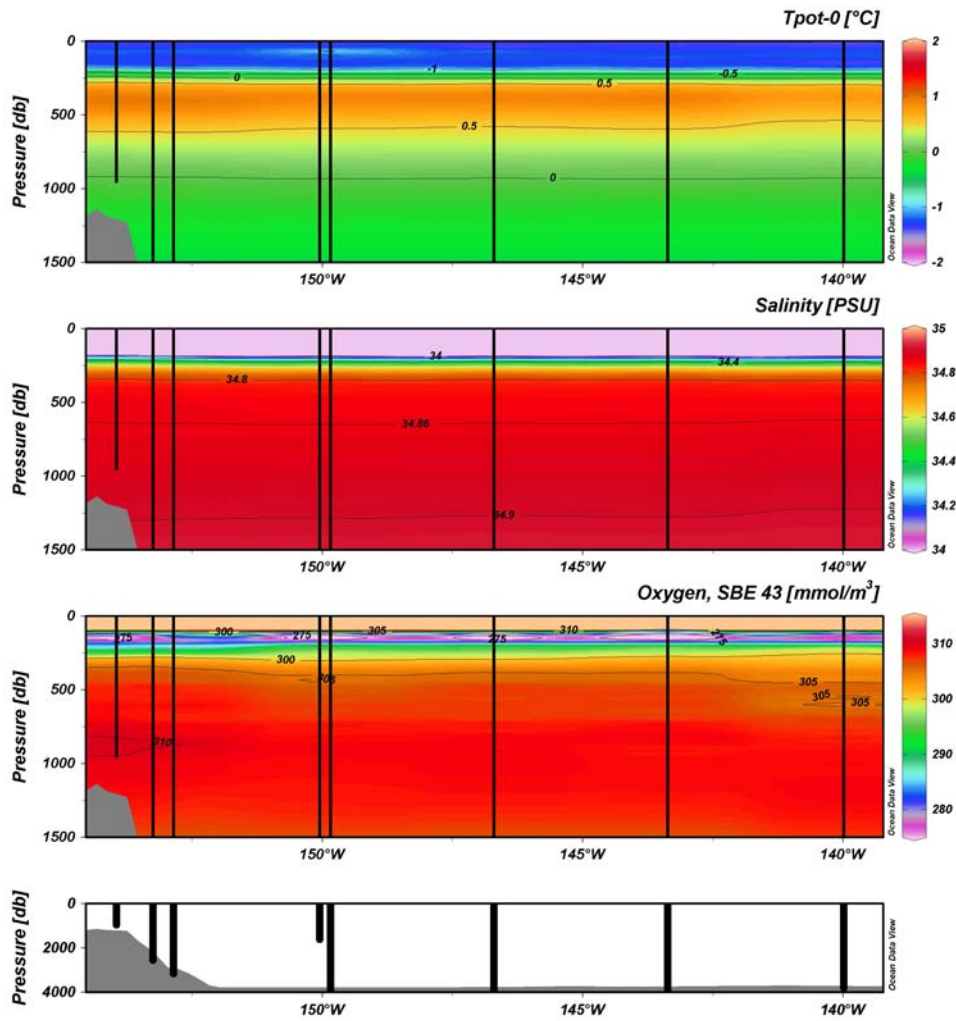 Tpot-0 [°C]
0
500
1000
1500
Pressure [db]
-1
-0.5
0
0.5
0.5
0
150°W
145°W
140°W
Ocean Data View
2
1
0
-1
-2
Salinity [PSU]
0
500
1000
1500
Pressure [db]
34
34.4
34.8
34.86
34.9
150°W
145°W
140°W
Ocean Data View
35
34.8
34.6
34.4
34.2
34
Oxygen, SBE 43 [mmol/m³]
0
500
1000
1500
Pressure [db]
275
300
275
305
275
310
275
300
305
305
305
305
310
150°W
145°W
140°W
Ocean Data View
310
300
290
280
0
2000
4000
Pressure [db]
150°W
145°W
140°W
Ocean Data View